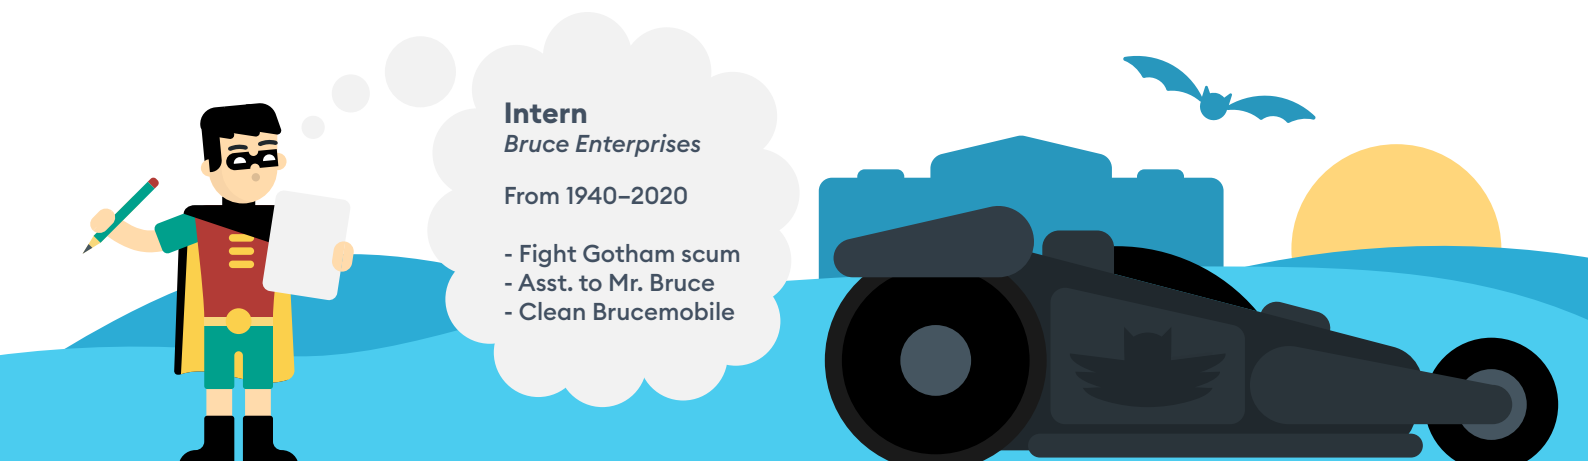 Intern
Bruce Enterprises
From 1940–2020
- Fight Gotham scum
- Asst. to Mr. Bruce
- Clean Brucemobile